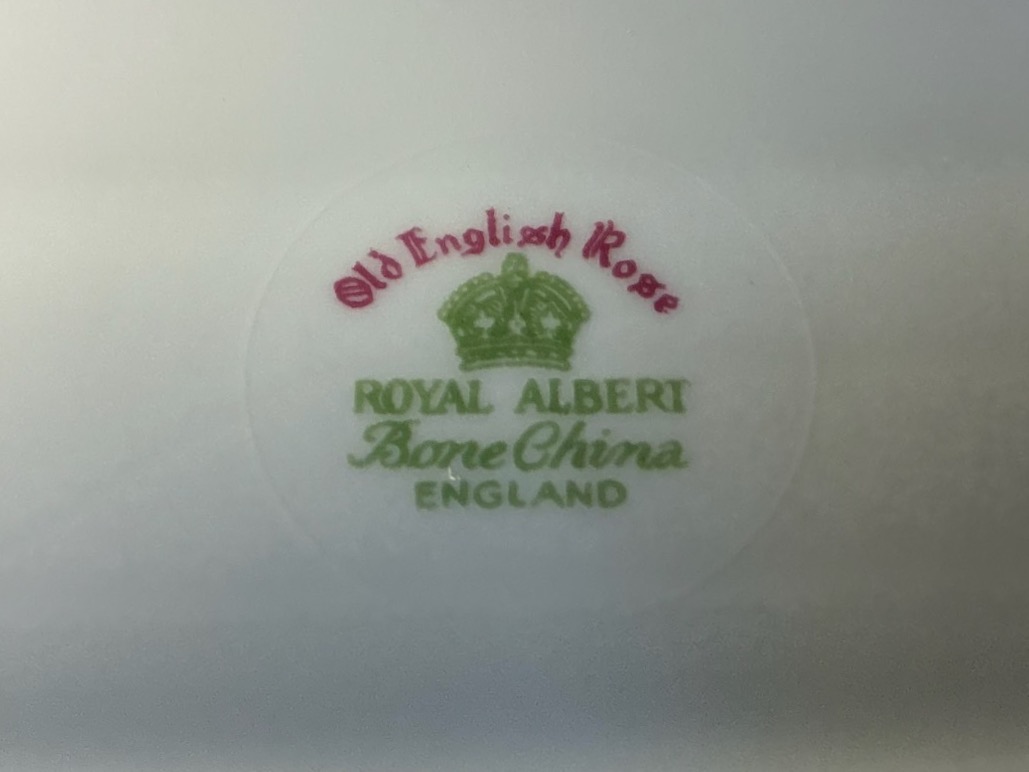 Old English Rose
ROYAL ALBERT
Bone China
ENGLAND